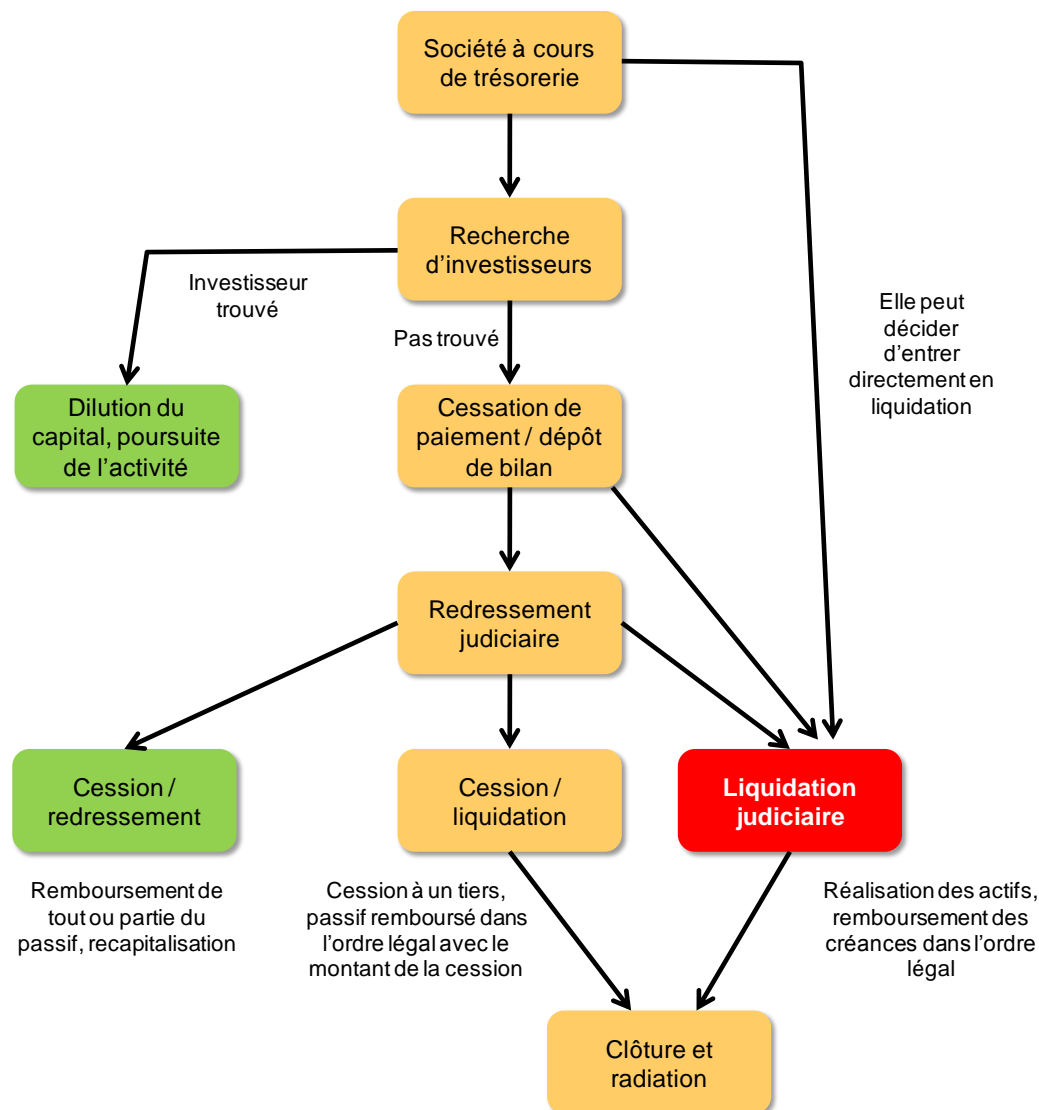 Société à cours
de trésorerie
Recherche
d’investisseurs
Investisseur
trouvé
Pas trouvé
Elle peut
décider
d’entrer
directement en
liquidation
Dilution du
capital, poursuite
de l’activité
Cessation de
paiement / dépôt
de bilan
Redressement
judiciaire
Cession /
redressement
Cession /
liquidation
Liquidation
judiciaire
Remboursement de
tout ou partie du
passif, recapitalisation
Cession à un tiers,
passif remboursé dans
l’ordre légal avec le
montant de la cession
Réalisation des actifs,
remboursement des
créances dans l’ordre
légal
Clôture et
radiation